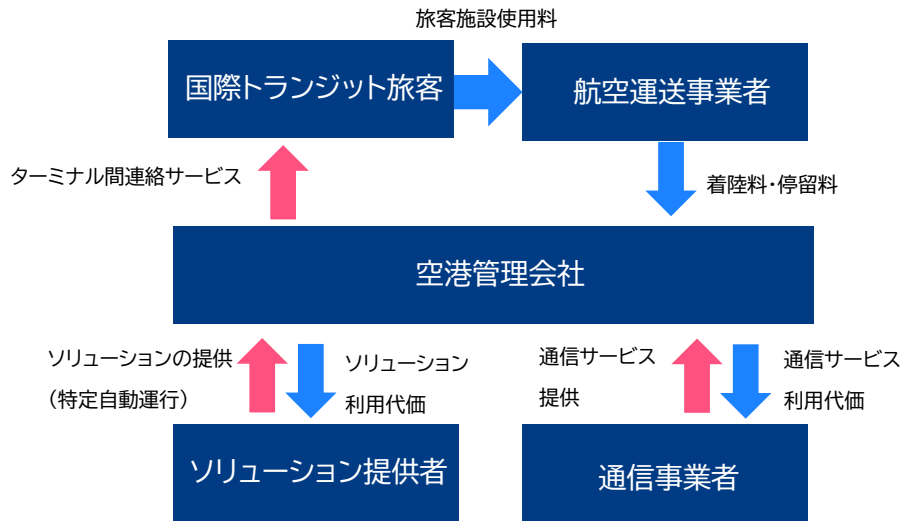 旅客施設使用料
国際トランジット旅客
航空運送事業者
ターミナル間連絡サービス
着陸料・停留料
空港管理会社
ソリューションの提供
（特定自動運行）
ソリューション
利用代価
通信サービス
提供
通信サービス
利用代価
ソリューション提供者
通信事業者